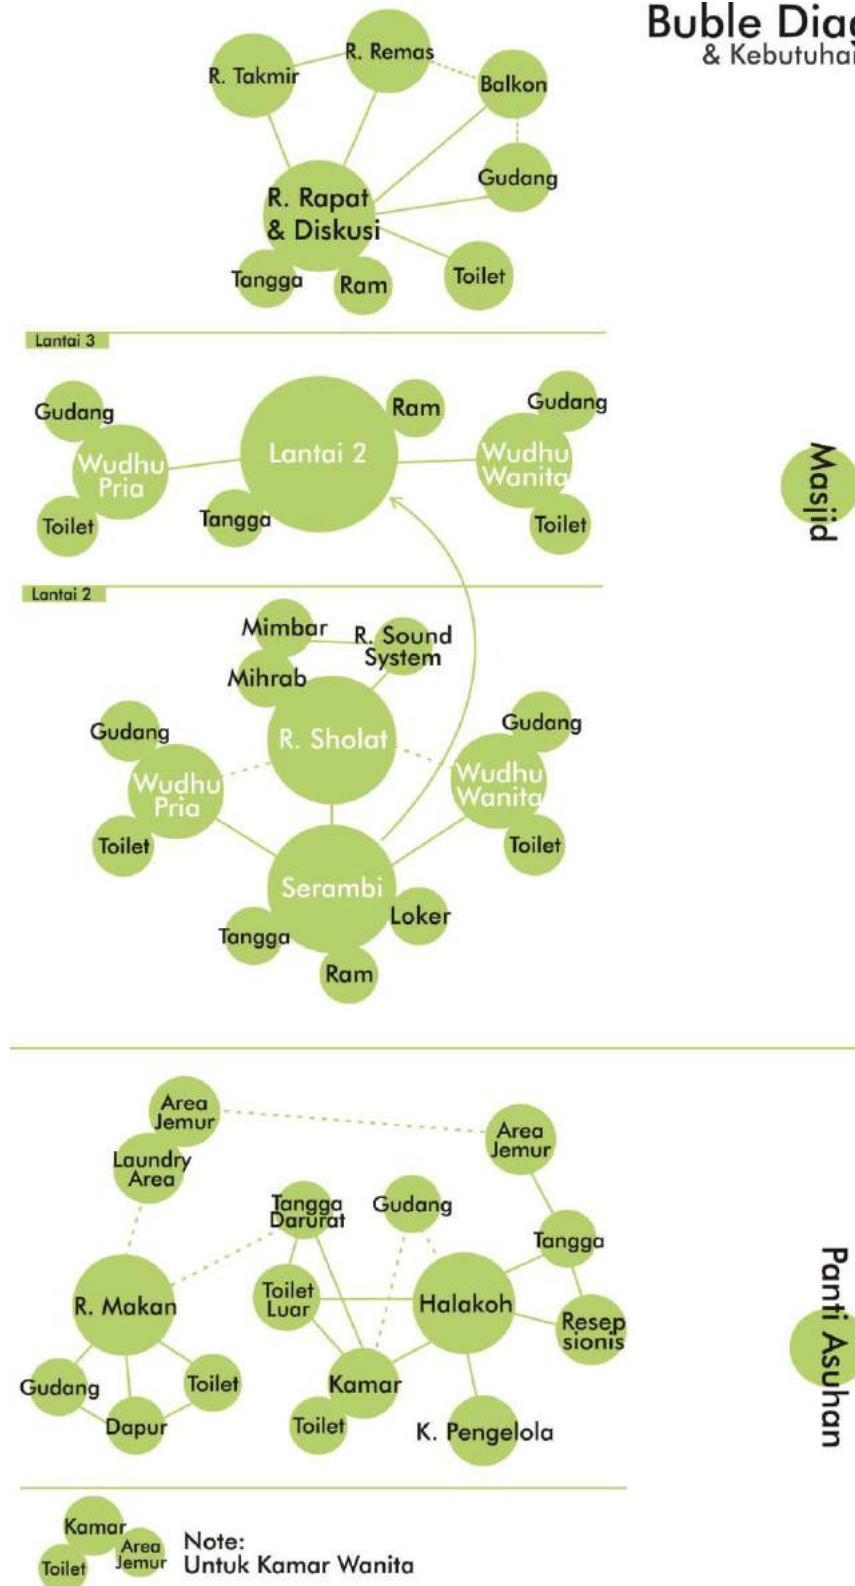 Buble Diag
& Kebutuhan
R. Takmir
R. Remas
Balkon
Gudang
R. Rapat
& Diskusi
Tangga
Ram
Toilet
Lantai 3
Gudang
Wudhu
Pria
Toilet
Lantai 2
Ram
Tangga
Gudang
Wudhu
Wanita
Toilet
Masjid
Lantai 2
Mimbar
R. Sound
System
Mihrab
R. Sholat
Gudang
Wudhu
Pria
Toilet
Gudang
Wudhu
Wanita
Toilet
Serambi
Loker
Tangga
Ram
Area
Jemur
Laundry
Area
Area
Jemur
Tangga
Darurat
Gudang
Tangga
R. Makan
Toilet
Luar
Halakoh
Resep
sionis
Gudang
Toilet
Dapur
Kamar
Toilet
K. Pengelola
Panti Asuhan
Kamar
Toilet
Area
Jemur
Note:
Untuk Kamar Wanita